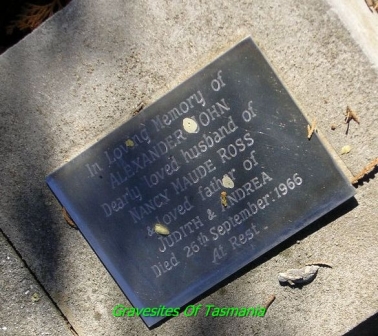 In Loving Memory of
ALEXANDER JOHN
Dearly loved husband of
NANCY MAUDE ROSS
& loved father of
JUDITH & ANDREA
Died 26th September: 1966
At Rest
Gravesites Of Tasmania